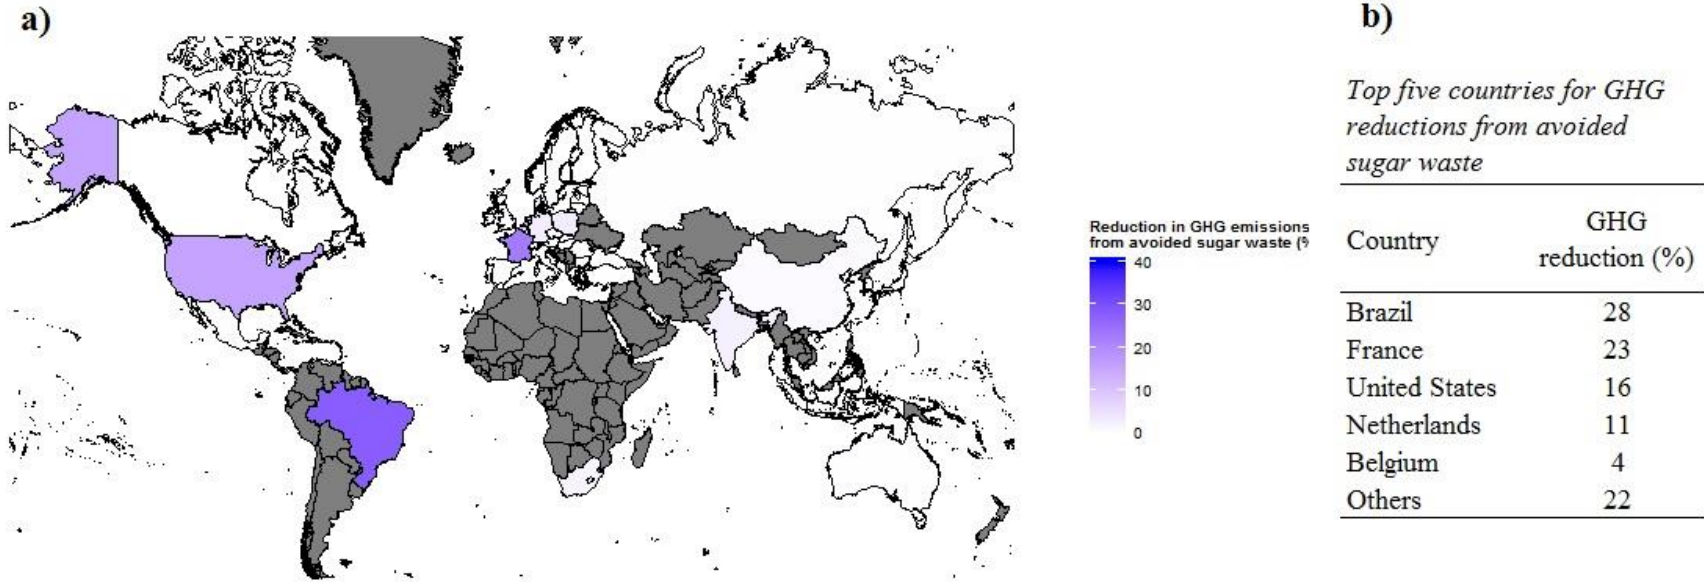 a)
b)
Top five countries for GHG
reductions from avoided
sugar waste
Country
GHG
reduction (%)
Brazil 28
France 23
United States 16
Netherlands 11
Belgium 4
Others 22
Reduction in GHG emissions
from avoided sugar waste (%
40
30
20
10
0